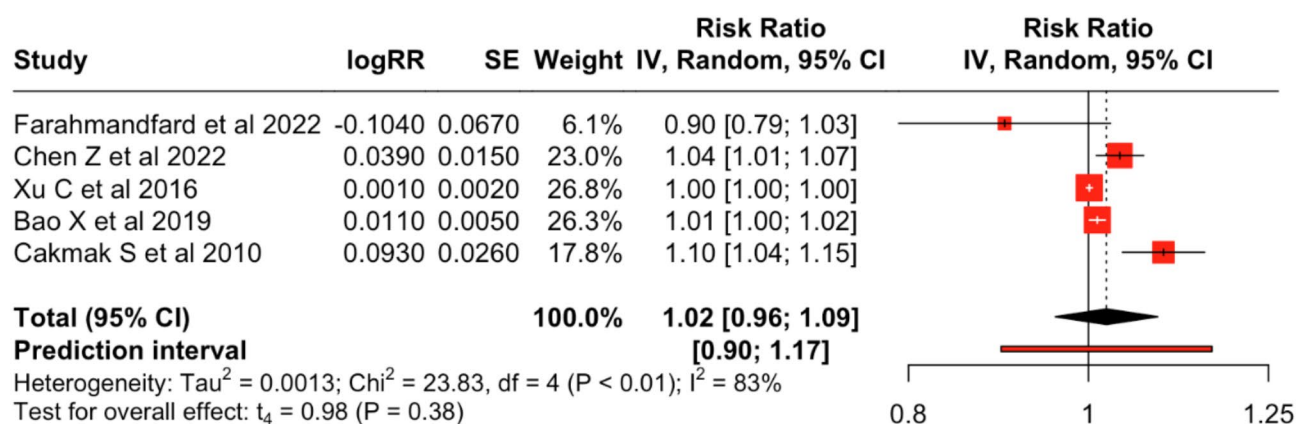 Risk Ratio Risk Ratio
Study logRR SE Weight IV, Random, 95% CI IV, Random, 95% CI
Farahmandfard et al 2022 -0.1040 0.0670 6.1% 0.90 [0.79; 1.03]
Chen Z et al 2022 0.0390 0.0150 23.0% 1.04 [1.01; 1.07]
Xu C et al 2016 0.0010 0.0020 26.8% 1.00 [1.00; 1.00]
Bao X et al 2019 0.0110 0.0050 26.3% 1.01 [1.00; 1.02]
Cakmak S et al 2010 0.0930 0.0260 17.8% 1.10 [1.04; 1.15]
Total (95% CI) 100.0% 1.02 [0.96; 1.09]
Prediction interval [0.90; 1.17]
Heterogeneity: Tau² = 0.0013; Chi² = 23.83, df = 4 (P < 0.01); I² = 83%
Test for overall effect: t₄ = 0.98 (P = 0.38)
0.8 1 1.25